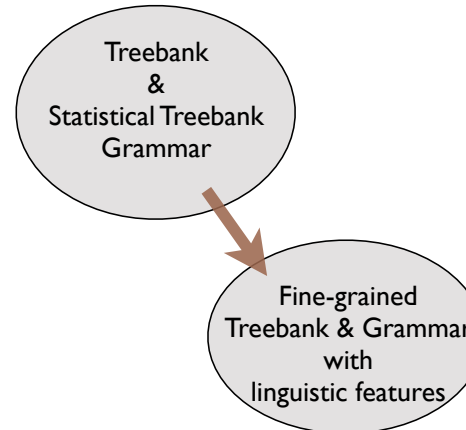 Treebank
&
Statistical Treebank
Grammar
Fine-grained
Treebank & Grammar
with
linguistic features